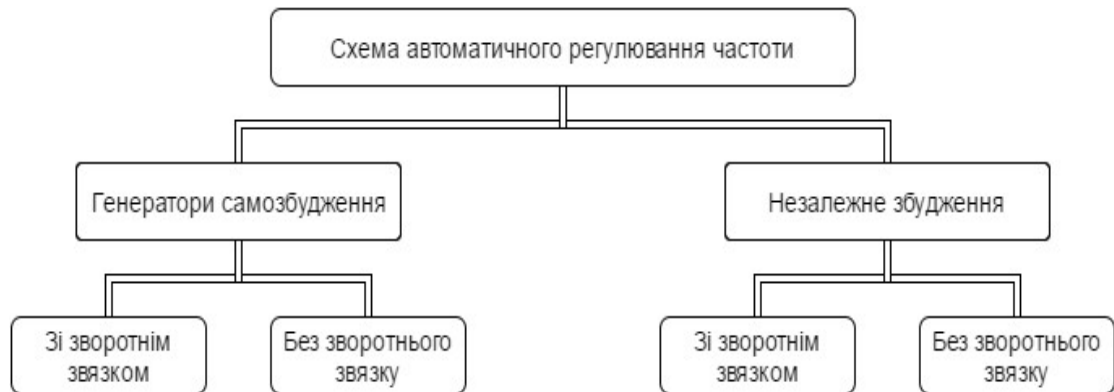 Схема автоматичного регулювання частоти
Генератори самозбудження
Незалежне збудження
Зі зворотнім
звязком
Без зворотнього
звязку
Зі зворотнім
звязком
Без зворотнього
звязку